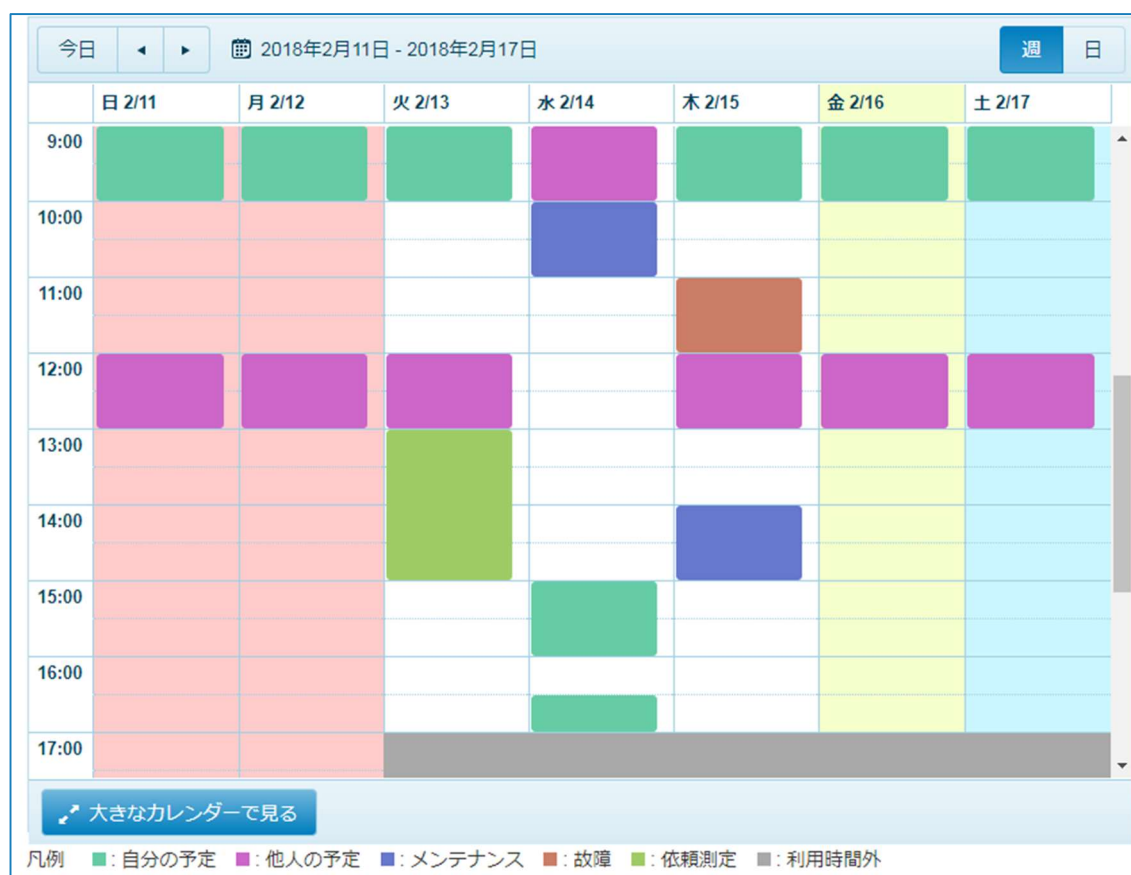 今日 ◂ ▸ 2018年2月11日 - 2018年2月17日 週 日
日 2/11 月 2/12 火 2/13 水 2/14 木 2/15 金 2/16 土 2/17
9:00
10:00
11:00
12:00
13:00
14:00
15:00
16:00
17:00
大きなカレンダーで見る
凡例 ■: 自分の予定 ■: 他人の予定 ■: メンテナンス ■: 故障 ■: 依頼測定 ■: 利用時間外